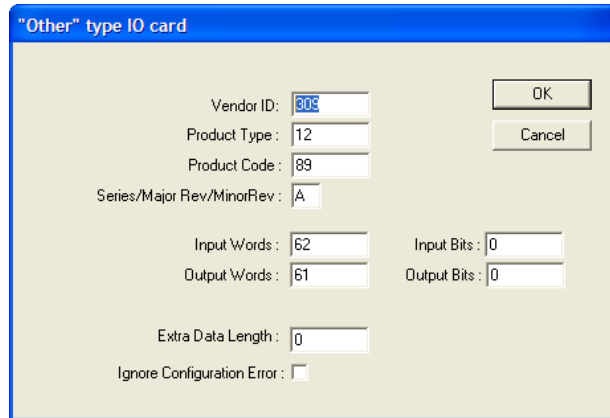 "Other" type IO card
Vendor ID: 309
OK
Product Type : 12
Cancel
Product Code : 89
Series/Major Rev/MinorRev : A
Input Words : 62 Input Bits : 0
Output Words : 61 Output Bits : 0
Extra Data Length : 0
Ignore Configuration Error :